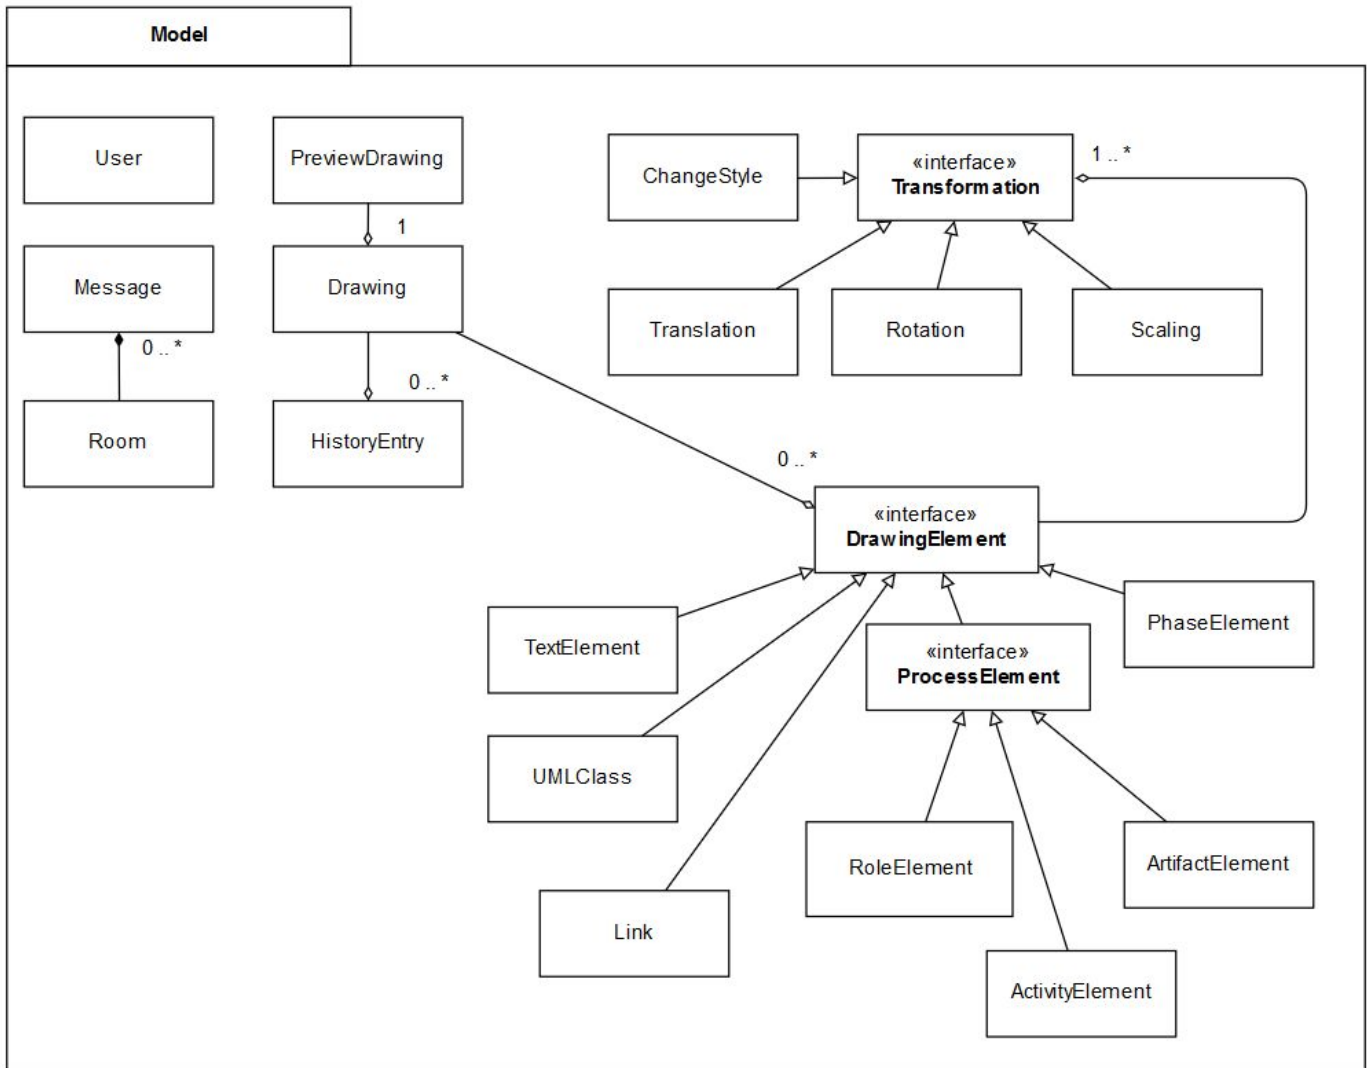 Model
User
PreviewDrawing
ChangeStyle
«interface»
Transformation
1 .. *
1
Message
Drawing
Translation
Rotation
Scaling
0 .. *
0 .. *
Room
HistoryEntry
0 .. *
«interface»
DrawingElement
TextElement
PhaseElement
«interface»
ProcessElement
UMLClass
RoleElement
ArtifactElement
Link
ActivityElement